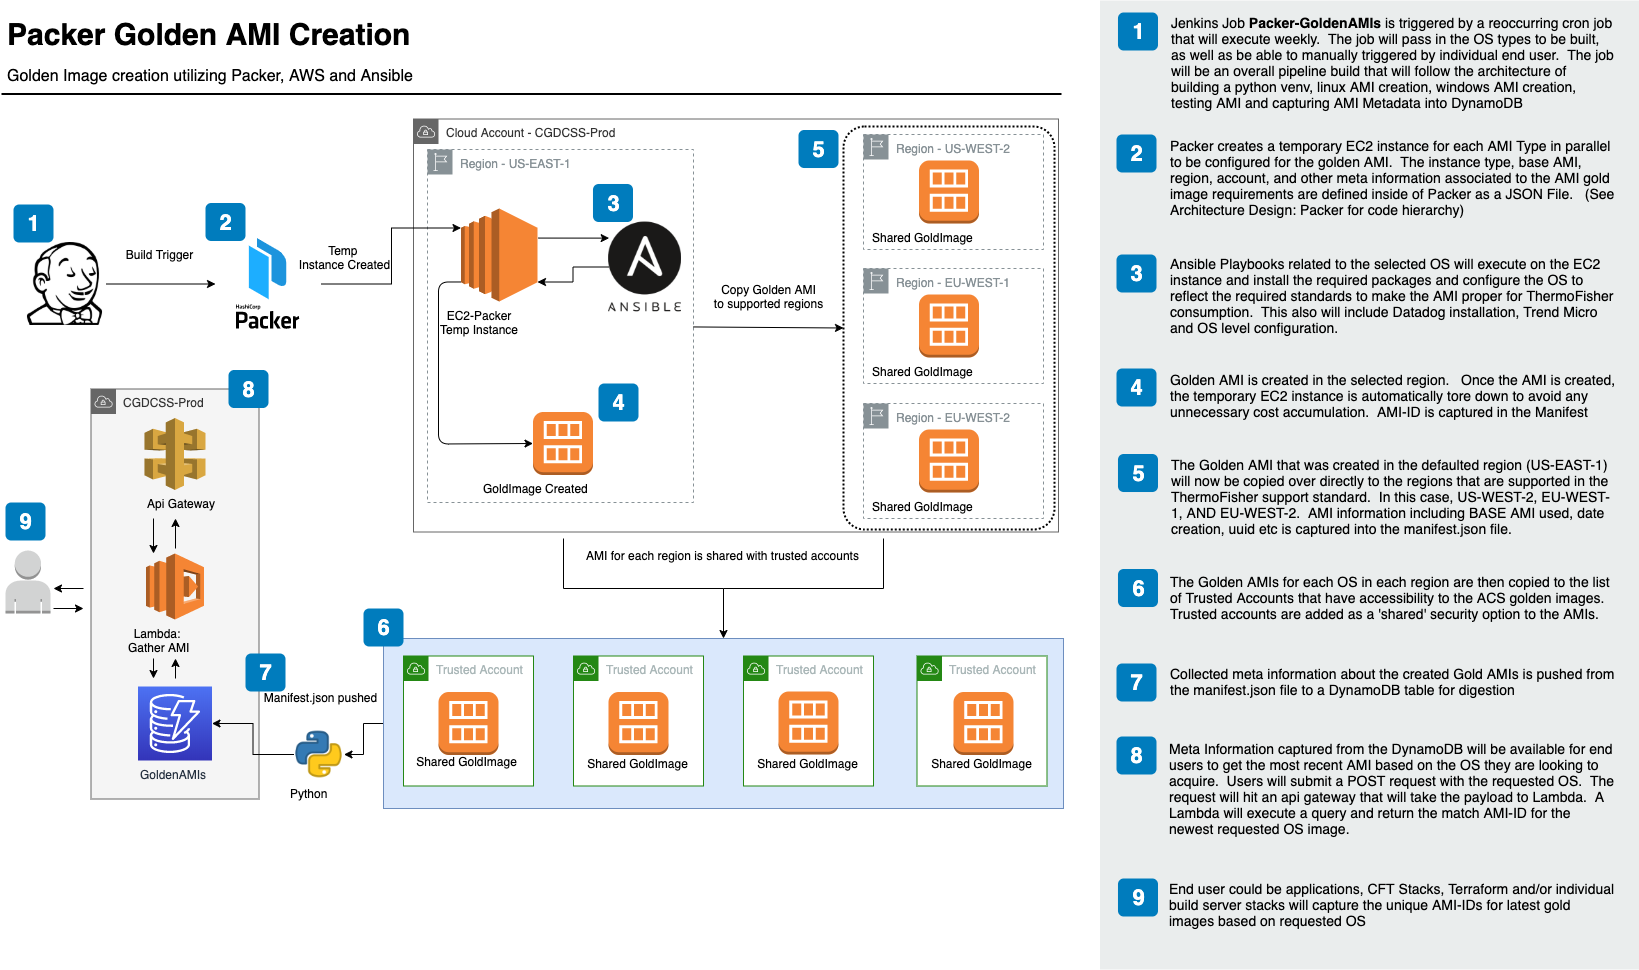 Packer Golden AMI Creation
Golden Image creation utilizing Packer, AWS and Ansible
1
Build Trigger
2
HashiCorp
Packer
Temp
Instance Created
Cloud Account - CGDCSS-Prod
Region - US-EAST-1
3
EC2-Packer
Temp Instance
A
ANSIBLE
4
GoldImage Created
Copy Golden AMI
to supported regions
5
Region - US-WEST-2
Shared GoldImage
Region - EU-WEST-1
Shared GoldImage
Region - EU-WEST-2
Shared GoldImage
AMI for each region is shared with trusted accounts
6
Trusted Account
Shared GoldImage
Trusted Account
Shared GoldImage
Trusted Account
Shared GoldImage
Trusted Account
Shared GoldImage
7
Manifest.json pushed
Python
8
CGDCSS-Prod
Api Gateway
Lambda:
Gather AMI
GoldenAMIs
9
1
Jenkins Job Packer-GoldenAMIs is triggered by a reoccurring cron job
that will execute weekly. The job will pass in the OS types to be built,
as well as be able to manually triggered by individual end user. The job
will be an overall pipeline build that will follow the architecture of
building a python venv, linux AMI creation, windows AMI creation,
testing AMI and capturing AMI Metadata into DynamoDB
2
Packer creates a temporary EC2 instance for each AMI Type in parallel
to be configured for the golden AMI. The instance type, base AMI,
region, account, and other meta information associated to the AMI gold
image requirements are defined inside of Packer as a JSON File. (See
Architecture Design: Packer for code hierarchy)
3
Ansible Playbooks related to the selected OS will execute on the EC2
instance and install the required packages and configure the OS to
reflect the required standards to make the AMI proper for ThermoFisher
consumption. This also will include Datadog installation, Trend Micro
and OS level configuration.
4
Golden AMI is created in the selected region. Once the AMI is created,
the temporary EC2 instance is automatically tore down to avoid any
unnecessary cost accumulation. AMI-ID is captured in the Manifest
5
The Golden AMI that was created in the defaulted region (US-EAST-1)
will now be copied over directly to the regions that are supported in the
ThermoFisher support standard. In this case, US-WEST-2, EU-WEST-
1, AND EU-WEST-2. AMI information including BASE AMI used, date
creation, uuid etc is captured into the manifest.json file.
6
The Golden AMIs for each OS in each region are then copied to the list
of Trusted Accounts that have accessibility to the ACS golden images.
Trusted accounts are added as a 'shared' security option to the AMIs.
7
Collected meta information about the created Gold AMIs is pushed from
the manifest.json file to a DynamoDB table for digestion
8
Meta Information captured from the DynamoDB will be available for end
users to get the most recent AMI based on the OS they are looking to
acquire. Users will submit a POST request with the requested OS. The
request will hit an api gateway that will take the payload to Lambda. A
Lambda will execute a query and return the match AMI-ID for the
newest requested OS image.
9
End user could be applications, CFT Stacks, Terraform and/or individual
build server stacks will capture the unique AMI-IDs for latest gold
images based on requested OS